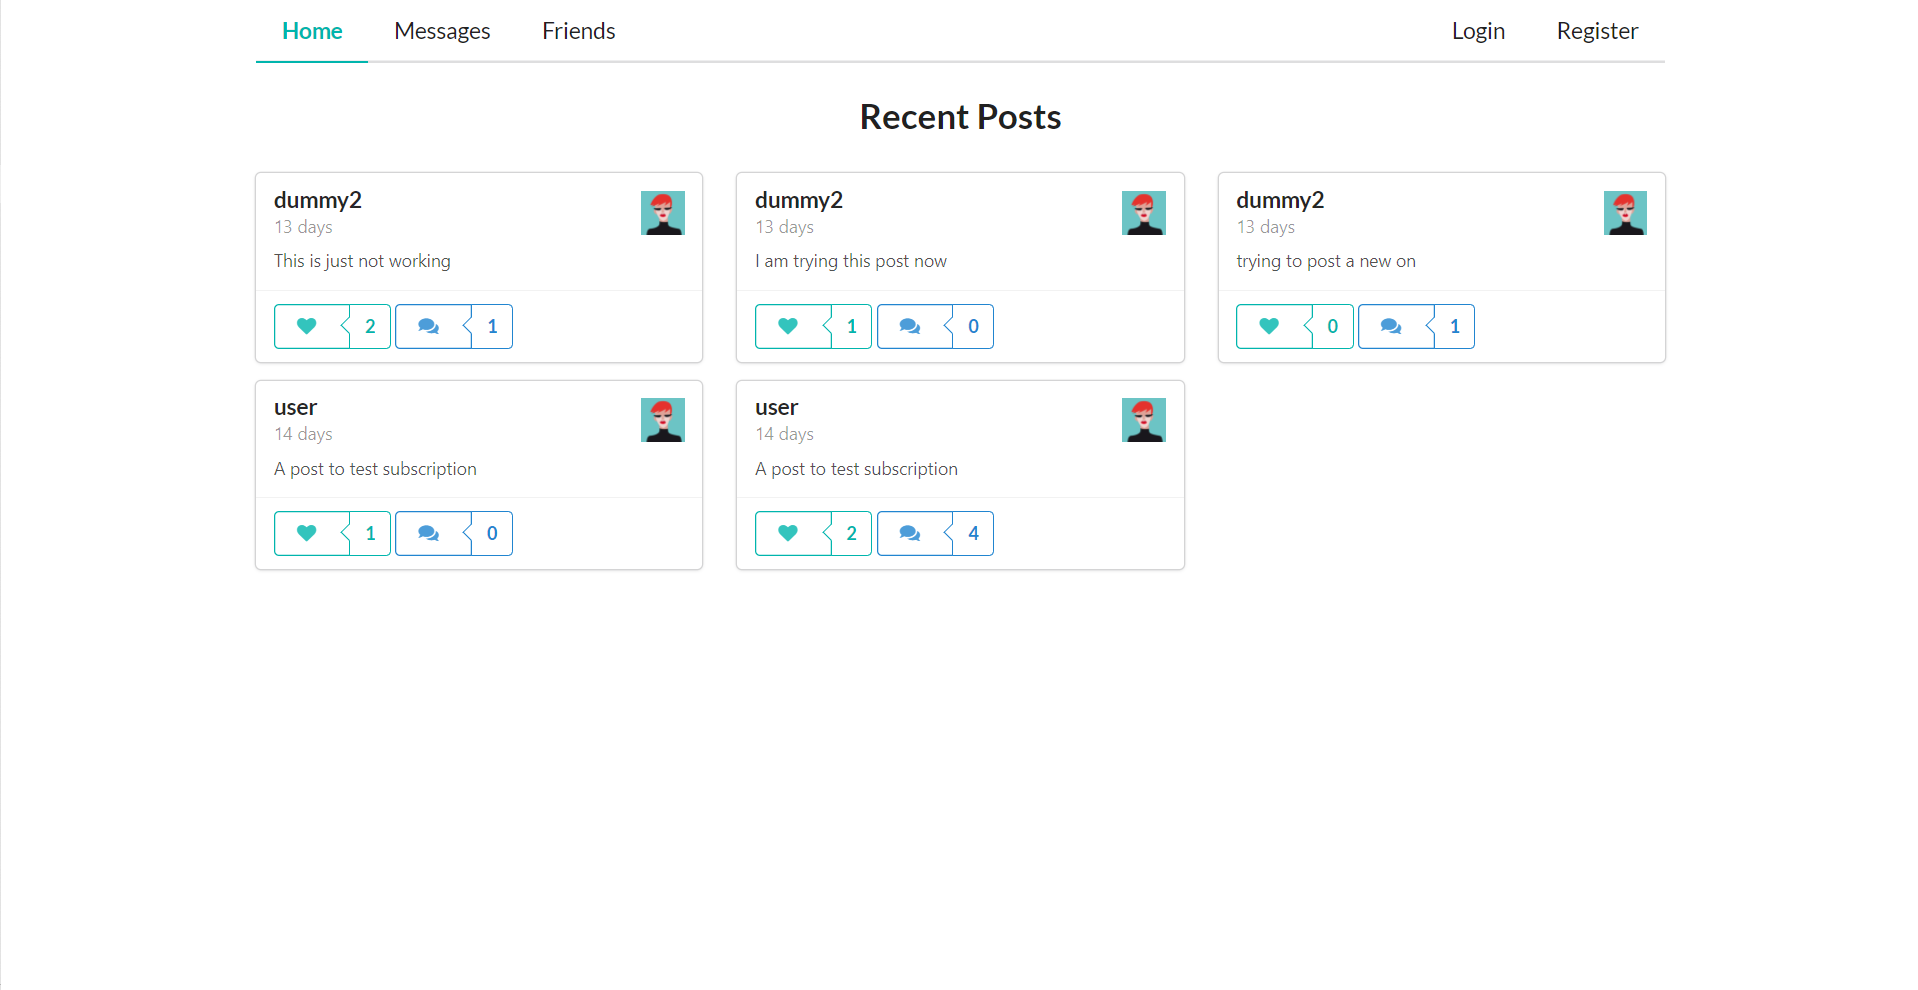 Home Messages Friends Login Register
Recent Posts
dummy2
13 days
This is just not working
2 1
dummy2
13 days
I am trying this post now
1 0
dummy2
13 days
trying to post a new on
0 1
user
14 days
A post to test subscription
1 0
user
14 days
A post to test subscription
2 4